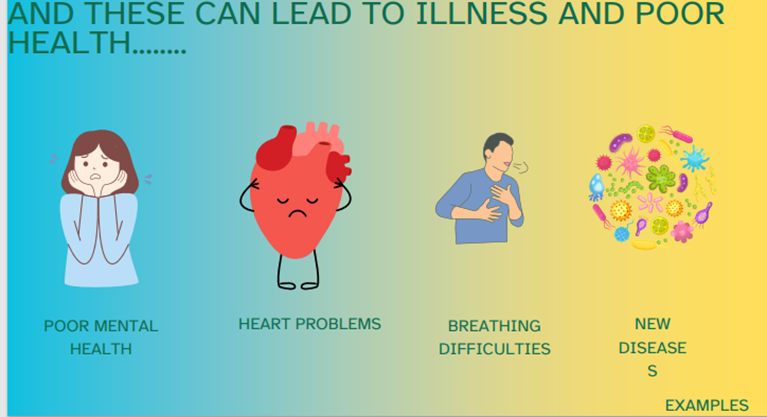 AND THESE CAN LEAD TO ILLNESS AND POOR
HEALTH........
POOR MENTAL
HEALTH
HEART PROBLEMS
BREATHING
DIFFICULTIES
NEW
DISEASE
S
EXAMPLES